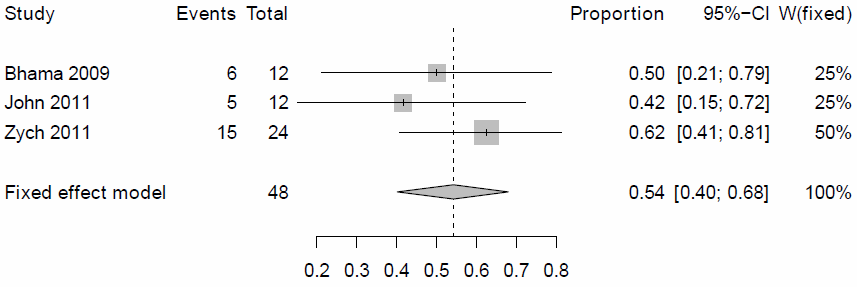 Study Events Total Proportion 95%−CI W(fixed)
Bhama 2009 6 12 0.50 [0.21; 0.79] 25%
John 2011 5 12 0.42 [0.15; 0.72] 25%
Zych 2011 15 24 0.62 [0.41; 0.81] 50%
Fixed effect model 48 0.54 [0.40; 0.68] 100%
0.2 0.3 0.4 0.5 0.6 0.7 0.8